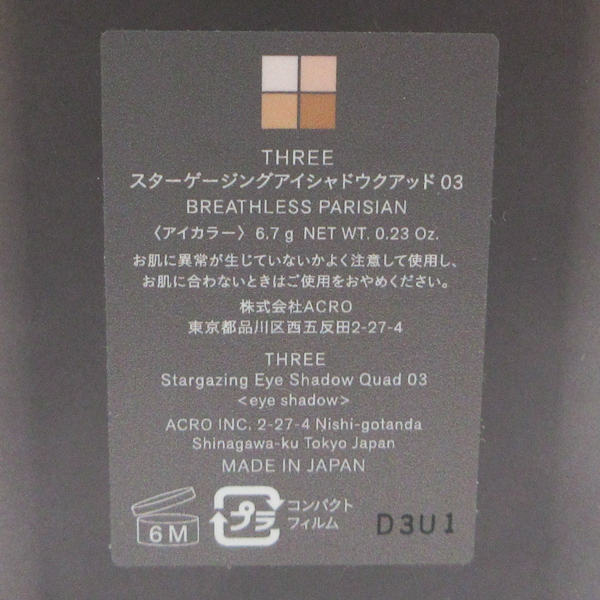 THREE
スターゲージングアイシャドウクアッド 03
BREATHLESS PARISIAN
〈アイカラー〉 6.7 g NET WT. 0.23 Oz.
お肌に異常が生じていないかよく注意して使用し、
お肌に合わないときはご使用をおやめください。
株式会社ACRO
東京都品川区西五反田2-27-4
THREE
Stargazing Eye Shadow Quad 03
<eye shadow>
ACRO INC. 2-27-4 Nishi-gotanda
Shinagawa-ku Tokyo Japan
MADE IN JAPAN
6M
プラ
コンパクト
フィルム
D3U1